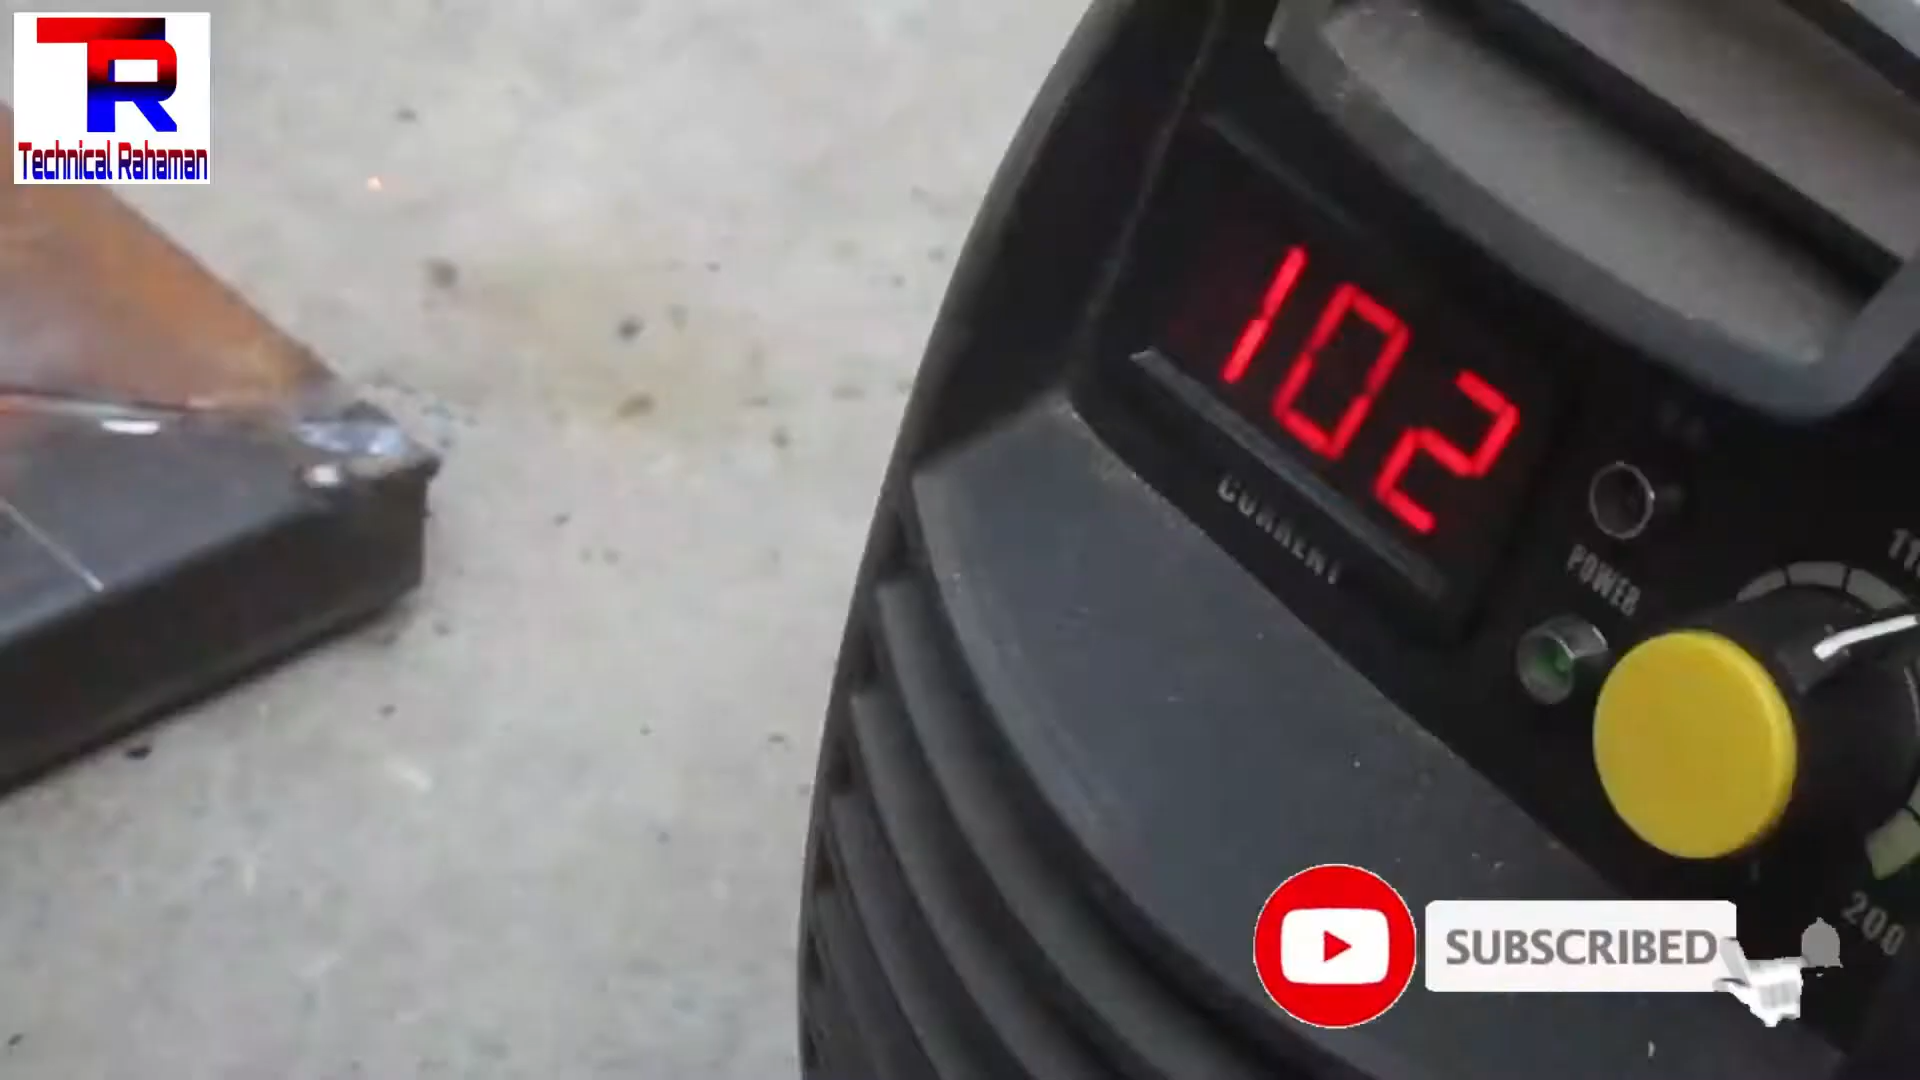 TR
Technical Rahaman
102
CURRENT
POWER
200
SUBSCRIBED